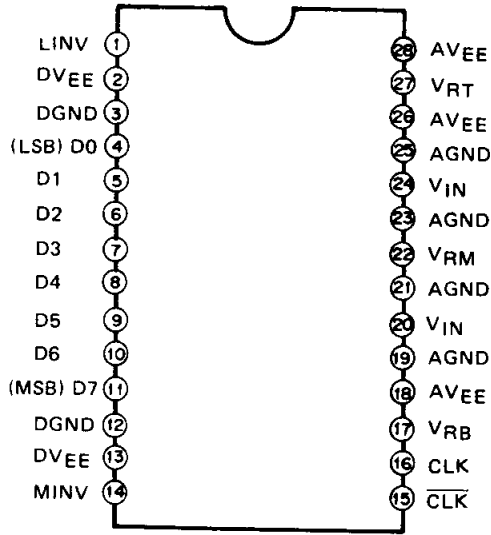 LINV 1
DVEE 2
DGND 3
(LSB) D0 4
D1 5
D2 6
D3 7
D4 8
D5 9
D6 10
(MSB) D7 11
DGND 12
DVEE 13
MINV 14
28 AVEE
27 VRT
26 AVEE
25 AGND
24 VIN
23 AGND
22 VRM
21 AGND
20 VIN
19 AGND
18 AVEE
17 VRB
16 CLK
15 C̅L̅K̅